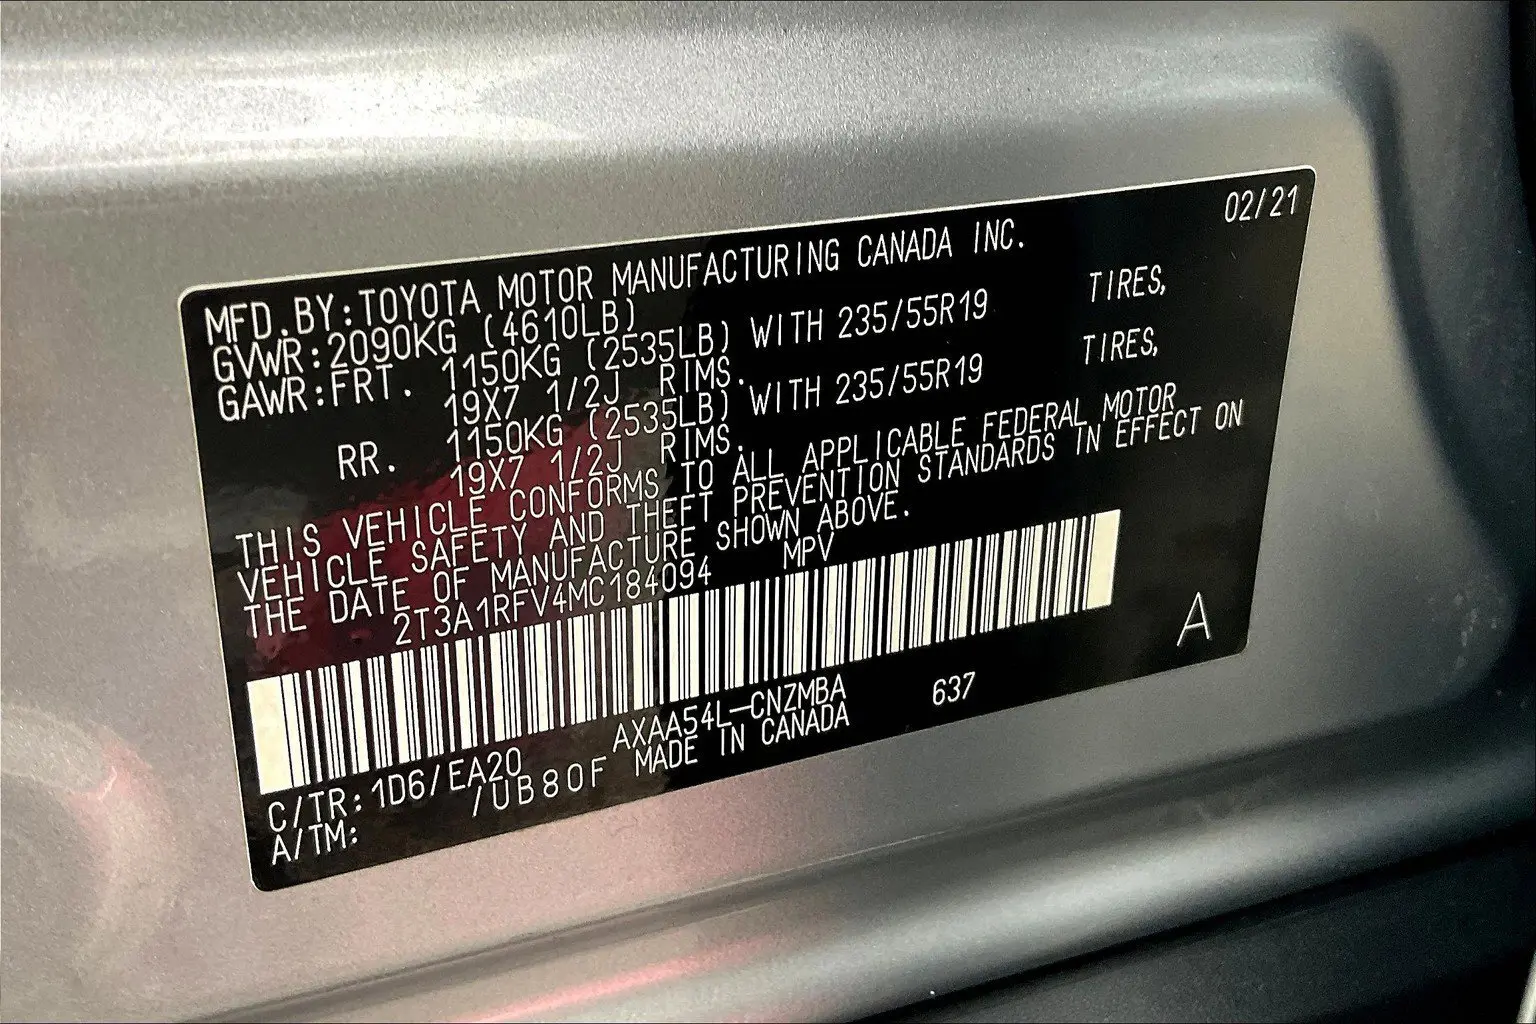 02/21
MFD.BY:TOYOTA MOTOR MANUFACTURING CANADA INC.
GVWR:2090KG (4610LB)
GAWR:FRT. 1150KG (2535LB) WITH 235/55R19 TIRES,
19X7 1/2J RIMS.
RR. 1150KG (2535LB) WITH 235/55R19 TIRES,
19X7 1/2J RIMS.
THIS VEHICLE CONFORMS TO ALL APPLICABLE FEDERAL MOTOR
VEHICLE SAFETY AND THEFT PREVENTION STANDARDS IN EFFECT ON
THE DATE OF MANUFACTURE SHOWN ABOVE.
2T3A1RFV4MC184094 MPV
A
AXAA54L-CNZMBA 637
C/TR:1D6/EA20 MADE IN CANADA
A/TM: /UB80F